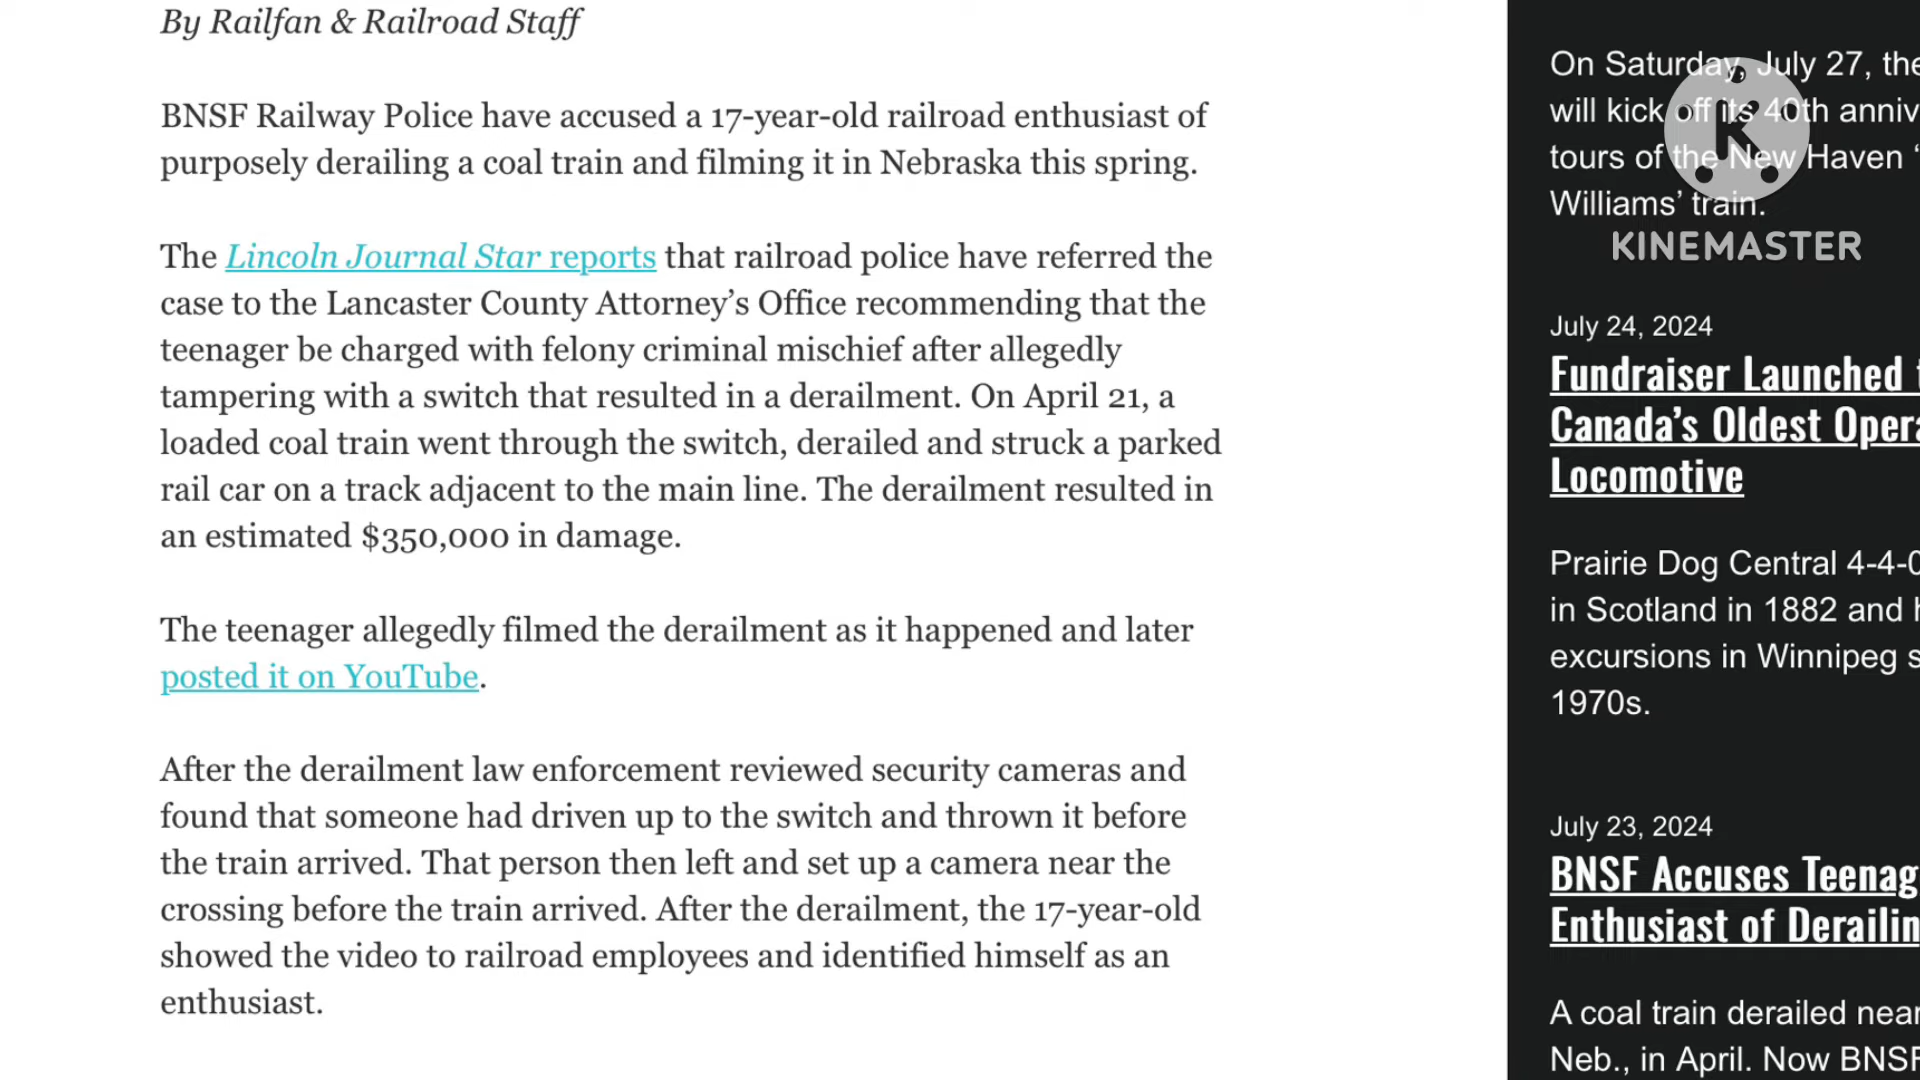 By Railfan & Railroad Staff
BNSF Railway Police have accused a 17-year-old railroad enthusiast of
purposely derailing a coal train and filming it in Nebraska this spring.
The Lincoln Journal Star reports that railroad police have referred the
case to the Lancaster County Attorney’s Office recommending that the
teenager be charged with felony criminal mischief after allegedly
tampering with a switch that resulted in a derailment. On April 21, a
loaded coal train went through the switch, derailed and struck a parked
rail car on a track adjacent to the main line. The derailment resulted in
an estimated $350,000 in damage.
The teenager allegedly filmed the derailment as it happened and later
posted it on YouTube.
After the derailment law enforcement reviewed security cameras and
found that someone had driven up to the switch and thrown it before
the train arrived. That person then left and set up a camera near the
crossing before the train arrived. After the derailment, the 17-year-old
showed the video to railroad employees and identified himself as an
enthusiast.
On Saturday, July 27, the
will kick off its 40th anniv
tours of the New Haven ‘
Williams’ train.
K
KINEMASTER
July 24, 2024
Fundraiser Launched t
Canada’s Oldest Opera
Locomotive
Prairie Dog Central 4-4-0
in Scotland in 1882 and h
excursions in Winnipeg s
1970s.
July 23, 2024
BNSF Accuses Teenag
Enthusiast of Derailin
A coal train derailed near
Neb., in April. Now BNSF